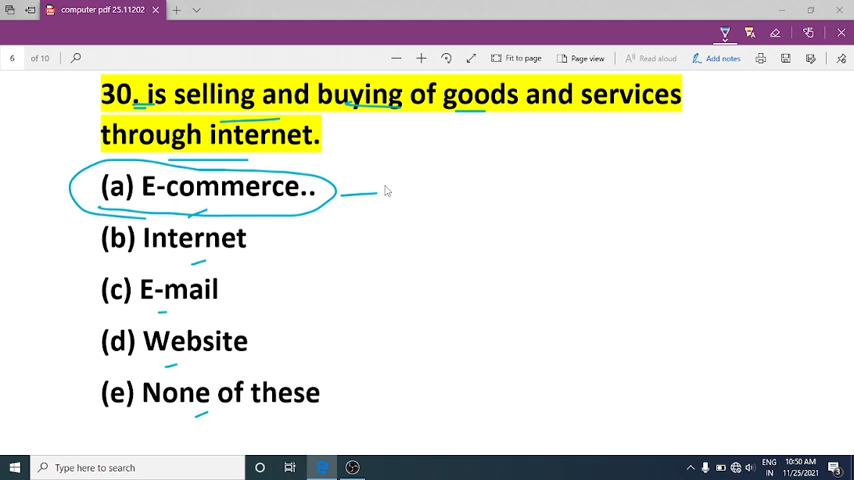 computer pdf 25.11202
6 of 10
Fit to page
Page view
Read aloud
Add notes
30. is selling and buying of goods and services
through internet.
(a) E-commerce..
(b) Internet
(c) E-mail
(d) Website
(e) None of these
Type here to search
ENG
IN
10:50 AM
11/25/2021
3